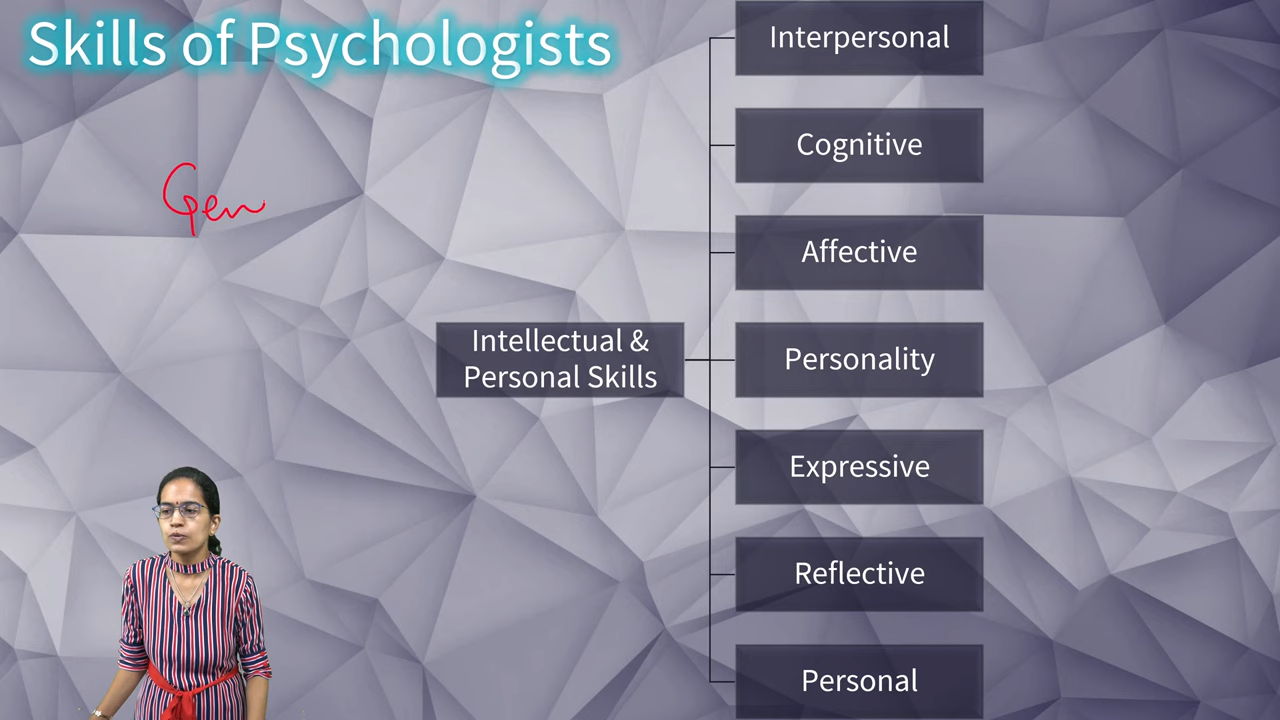 Skills of Psychologists
Gen
Intellectual &
Personal Skills
Interpersonal
Cognitive
Affective
Personality
Expressive
Reflective
Personal